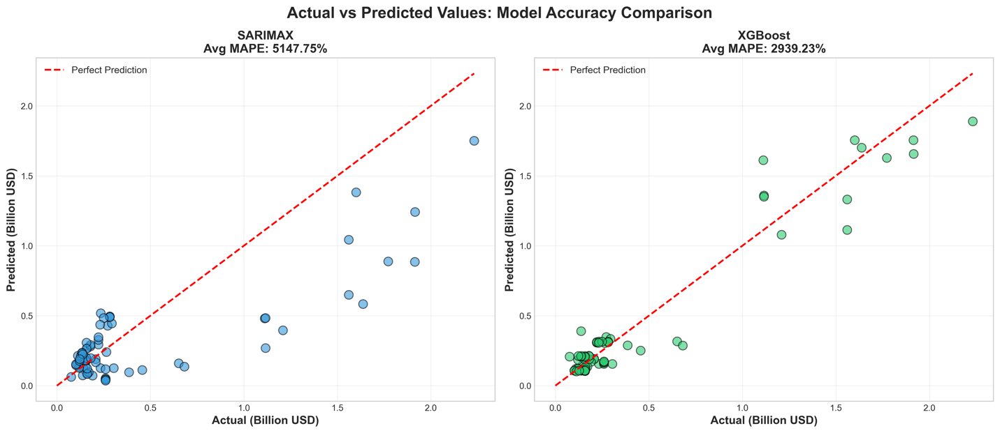 Actual vs Predicted Values: Model Accuracy Comparison
SARIMAX
Avg MAPE: 5147.75%
Perfect Prediction
2.0
1.5
1.0
0.5
0.0
Predicted (Billion USD)
0.0 0.5 1.0 1.5 2.0
Actual (Billion USD)
XGBoost
Avg MAPE: 2939.23%
Perfect Prediction
2.0
1.5
1.0
0.5
0.0
Predicted (Billion USD)
0.0 0.5 1.0 1.5 2.0
Actual (Billion USD)